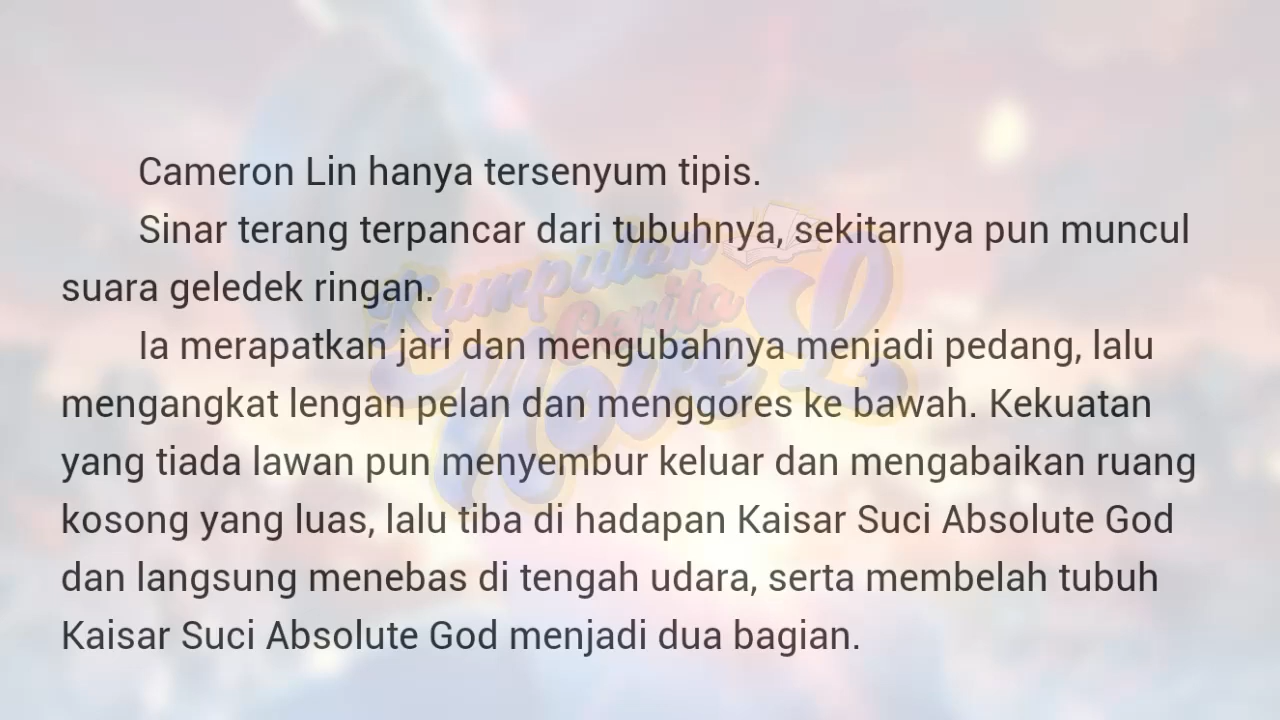 Cameron Lin hanya tersenyum tipis.
Sinar terang terpancar dari tubuhnya, sekitarnya pun muncul
suara geledek ringan.
Ia merapatkan jari dan mengubahnya menjadi pedang, lalu
mengangkat lengan pelan dan menggores ke bawah. Kekuatan
yang tiada lawan pun menyembur keluar dan mengabaikan ruang
kosong yang luas, lalu tiba di hadapan Kaisar Suci Absolute God
dan langsung menebas di tengah udara, serta membelah tubuh
Kaisar Suci Absolute God menjadi dua bagian.
Kumpulan
Cerita